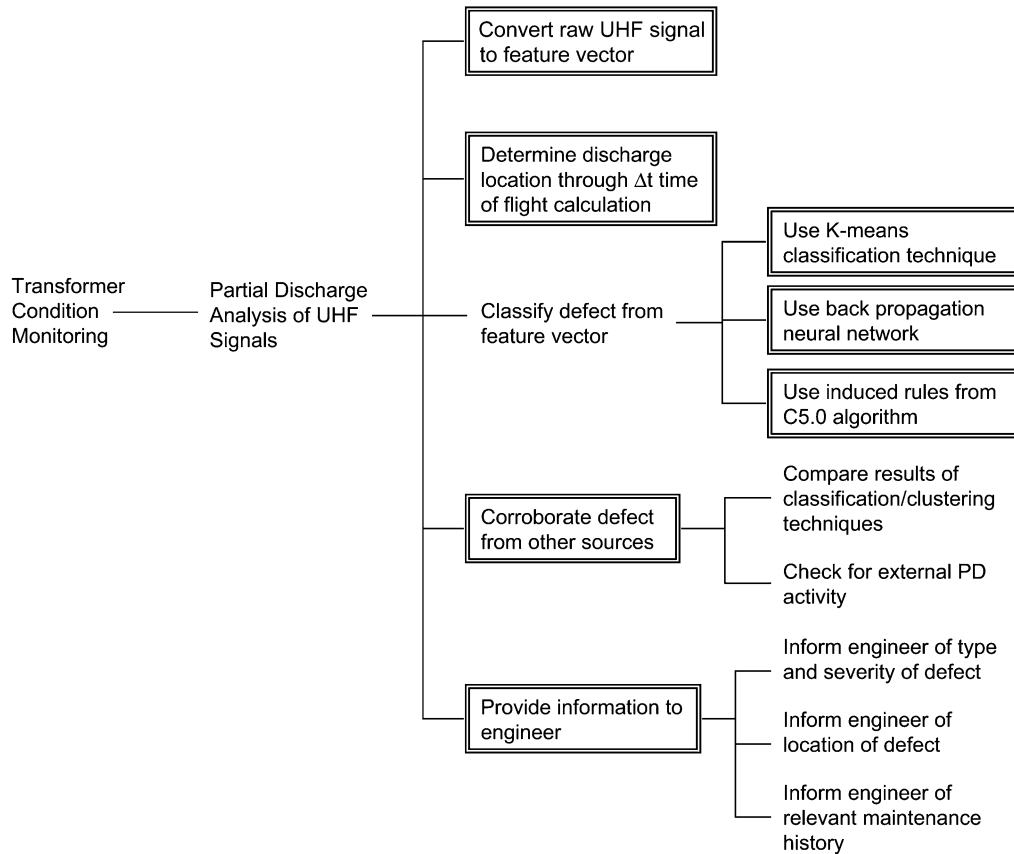 Convert raw UHF signal
to feature vector
Determine discharge
location through Δt time
of flight calculation
Use K-means
classification technique
Transformer
Condition
Monitoring
Partial Discharge
Analysis of UHF
Signals
Classify defect from
feature vector
Use back propagation
neural network
Use induced rules from
C5.0 algorithm
Corroborate defect
from other sources
Compare results of
classification/clustering
techniques
Check for external PD
activity
Provide information to
engineer
Inform engineer of type
and severity of defect
Inform engineer of
location of defect
Inform engineer of
relevant maintenance
history